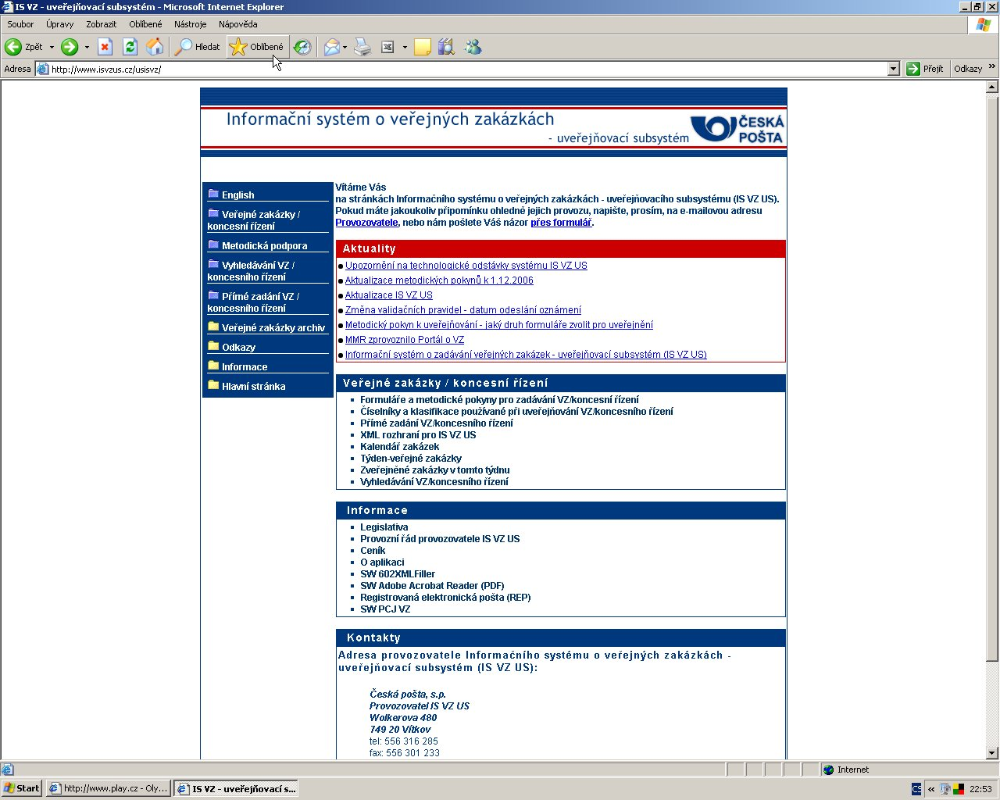 IS VZ - uveřejňovací subsystém - Microsoft Internet Explorer
Soubor Úpravy Zobrazit Oblíbené Nástroje Nápověda
Zpět Hledat Oblíbené
Adresa http://www.isvzus.cz/usisvz/ Přejít Odkazy »
Informační systém o veřejných zakázkách
- uveřejňovací subsystém
ČESKÁ
POŠTA
English
Veřejné zakázky /
koncesní řízení
Metodická podpora
Vyhledávání VZ /
koncesního řízení
Přímé zadání VZ /
koncesního řízení
Veřejné zakázky archiv
Odkazy
Informace
Hlavní stránka
Vítáme Vás
na stránkách Informačního systému o veřejných zakázkách - uveřejňovacího subsystému (IS VZ US).
Pokud máte jakoukoliv připomínku ohledně jejich provozu, napište, prosím, na e-mailovou adresu
Provozovatele, nebo nám pošlete Váš názor přes formulář.
Aktuality
Upozornění na technologické odstávky systému IS VZ US
Aktualizace metodických pokynů k 1.12.2006
Aktualizace IS VZ US
Změna validačních pravidel - datum odeslání oznámení
Metodický pokyn k uveřejňování - jaký druh formuláře zvolit pro uveřejnění
MMR zprovoznilo Portál o VZ
Informační systém o zadávání veřejných zakázek - uveřejňovací subsystém (IS VZ US)
Veřejné zakázky / koncesní řízení
Formuláře a metodické pokyny pro zadávání VZ/koncesní řízení
Číselníky a klasifikace používané při uveřejňování VZ/koncesního řízení
Přímé zadání VZ/koncesního řízení
XML rozhraní pro IS VZ US
Kalendář zakázek
Týden-veřejné zakázky
Zveřejněné zakázky v tomto týdnu
Vyhledávání VZ/koncesního řízení
Informace
Legislativa
Provozní řád provozovatele IS VZ US
Ceník
O aplikaci
SW 602XMLFiller
SW Adobe Acrobat Reader (PDF)
Registrovaná elektronická pošta (REP)
SW PCJ VZ
Kontakty
Adresa provozovatele Informačního systému o veřejných zakázkách -
uveřejňovací subsystém (IS VZ US):
Česká pošta, s.p.
Provozovatel IS VZ US
Wolkerova 480
749 20 Vítkov
tel: 556 316 285
fax: 556 301 233
Internet
Start http://www.play.cz - Oly... IS VZ - uveřejňovací s... CS « 22:53